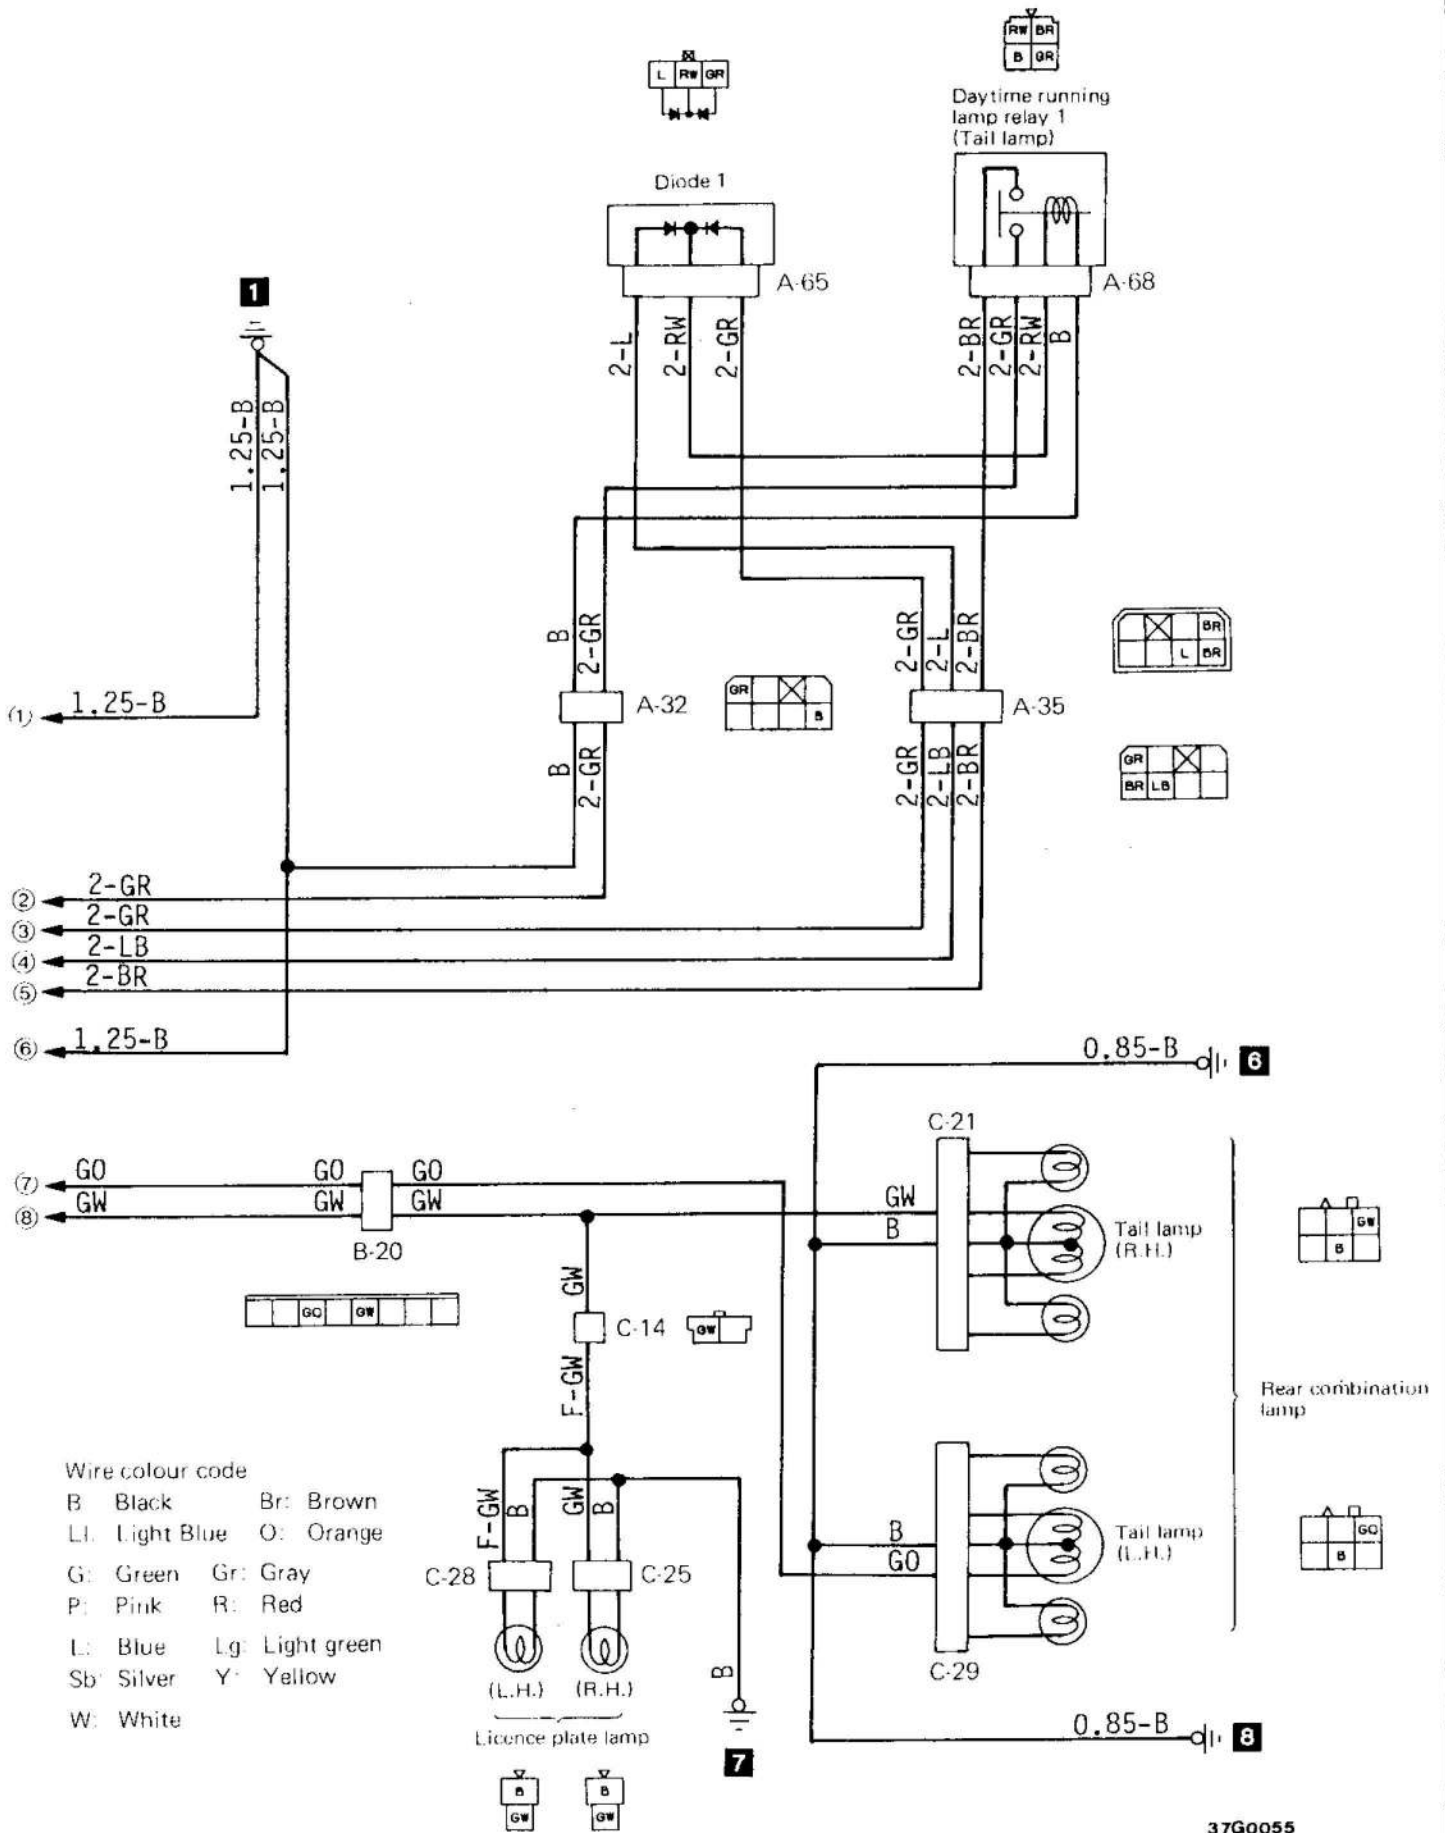 RW BR
B GR
L RW GR
Daytime running
lamp relay 1
(Tail lamp)
Diode 1
A-65
A-68
1
2-L
2-RW
2-GR
2-BR
2-GR
2-RW
B
1.25-B
1.25-B
B
2-GR
2-GR
2-L
2-BR
BR
L BR
(1) 1.25-B
A-32
GR
B
A-35
B
2-GR
2-GR
2-LB
2-BR
GR
BR LB
② 2-GR
③ 2-GR
④ 2-LB
⑤ 2-BR
⑥ 1.25-B
0.85-B 6
C-21
⑦ GO GO GO
⑧ GW GW GW
B-20
GW
B
Tail lamp
(R.H.)
GW
B
GO GW
GW
C-14
GW
F-GW
Rear combination
lamp
Wire colour code
B Black Br: Brown
Ll. Light Blue O: Orange
G: Green Gr: Gray
P: Pink R: Red
L: Blue Lg: Light green
Sb: Silver Y: Yellow
W: White
F-GW
B
GW
B
C-28
C-25
B
GO
Tail lamp
(L.H.)
GO
B
C-29
(L.H.) (R.H.)
Licence plate lamp
B
7
0.85-B 8
B
GW
B
GW
37G0055